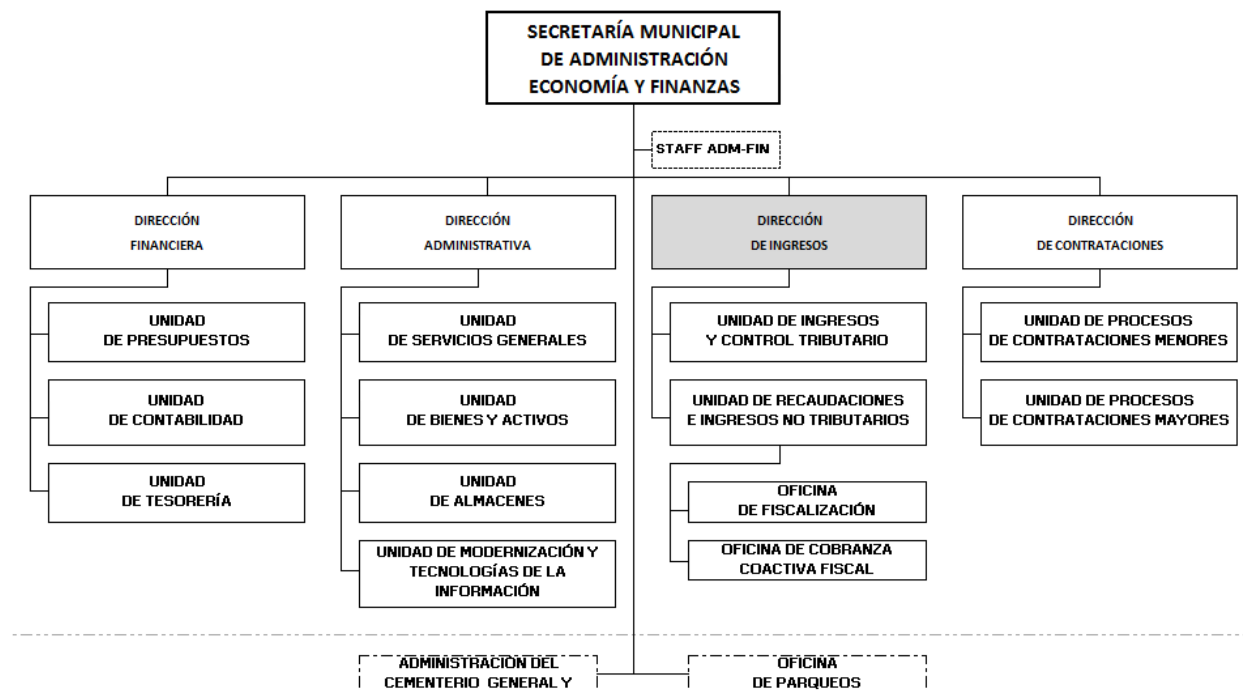 SECRETARÍA MUNICIPAL
DE ADMINISTRACIÓN
ECONOMÍA Y FINANZAS
STAFF ADM-FIN
DIRECCIÓN
FINANCIERA
DIRECCIÓN
ADMINISTRATIVA
DIRECCIÓN
DE INGRESOS
DIRECCIÓN
DE CONTRATACIONES
UNIDAD
DE PRESUPUESTOS
UNIDAD
DE CONTABILIDAD
UNIDAD
DE TESORERÍA
UNIDAD
DE SERVICIOS GENERALES
UNIDAD
DE BIENES Y ACTIVOS
UNIDAD
DE ALMACENES
UNIDAD DE MODERNIZACIÓN Y
TECNOLOGÍAS DE LA
INFORMACIÓN
UNIDAD DE INGRESOS
Y CONTROL TRIBUTARIO
UNIDAD DE RECAUDACIONES
E INGRESOS NO TRIBUTARIOS
OFICINA
DE FISCALIZACIÓN
OFICINA DE COBRANZA
COACTIVA FISCAL
UNIDAD DE PROCESOS
DE CONTRATACIONES MENORES
UNIDAD DE PROCESOS
DE CONTRATACIONES MAYORES
ADMINISTRACIÓN DEL
CEMENTERIO GENERAL Y
OFICINA
DE PARQUEOS